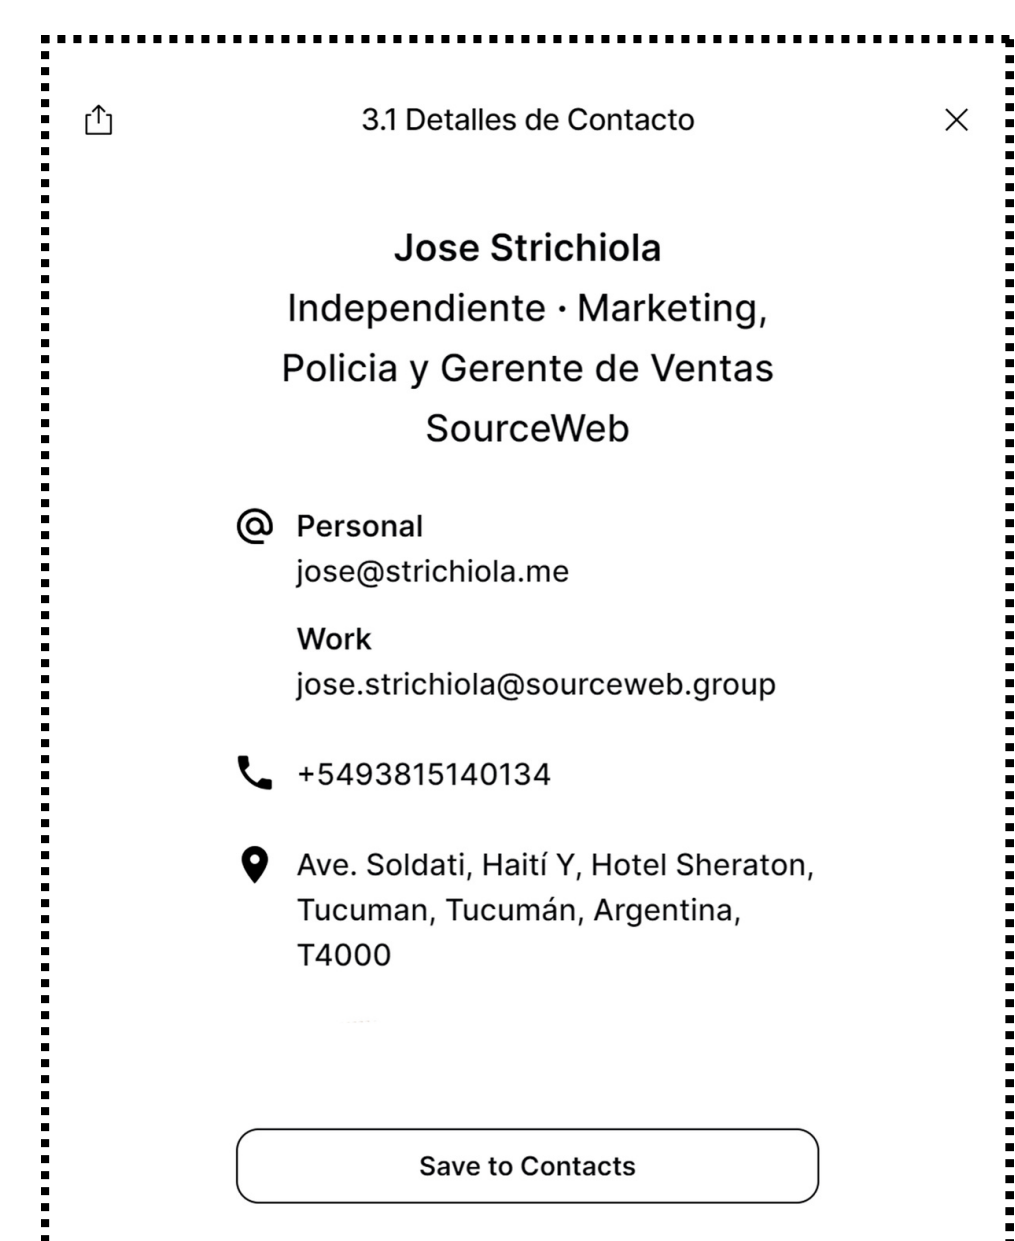 3.1 Detalles de Contacto
Jose Strichiola
Independiente · Marketing,
Policia y Gerente de Ventas
SourceWeb
Personal
jose@strichiola.me
Work
jose.strichiola@sourceweb.group
+5493815140134
Ave. Soldati, Haití Y, Hotel Sheraton,
Tucuman, Tucumán, Argentina,
T4000
Save to Contacts